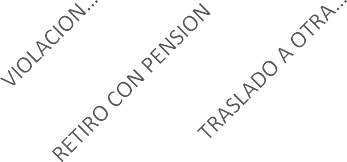 VIOLACION...
RETIRO CON PENSION
TRASLADO A OTRA...